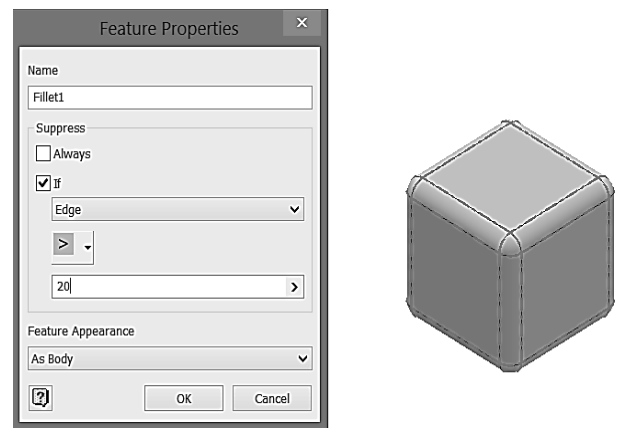 Feature Properties
Name
Fillet1
Suppress
Always
If
Edge
>
20
Feature Appearance
As Body
OK Cancel